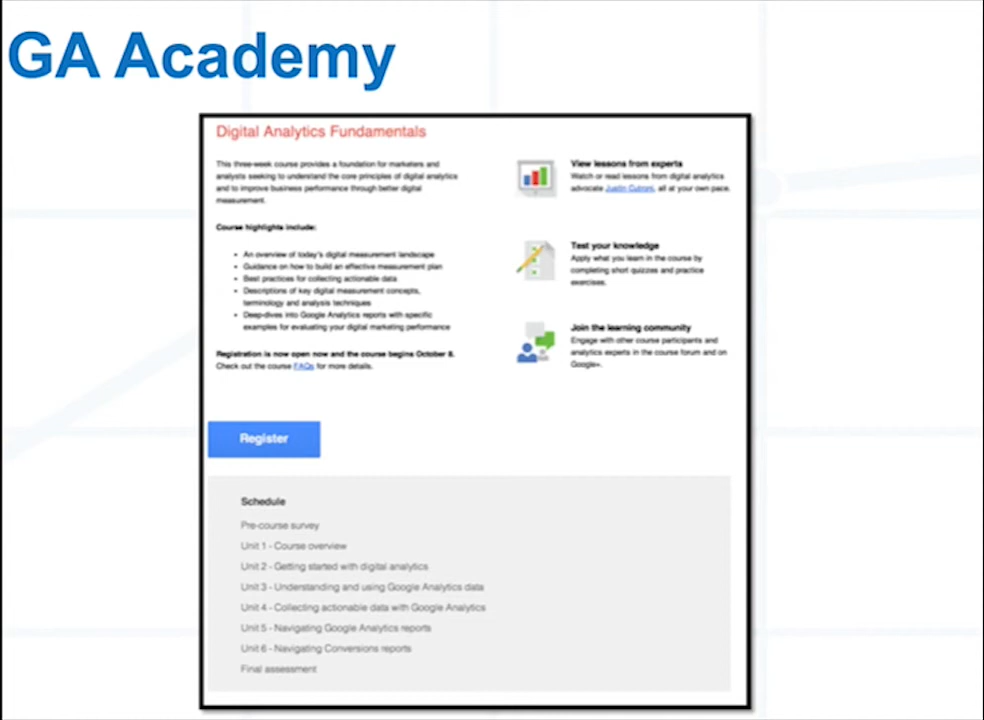 GA Academy
Digital Analytics Fundamentals
This three-week course provides a foundation for marketers and
analysts seeking to understand the core principles of digital analytics
and to improve business performance through better digital
measurement.
Course highlights include:
• An overview of today's digital measurement landscape
• Guidance on how to build an effective measurement plan
• Best practices for collecting actionable data
• Descriptions of key digital measurement concepts,
terminology and analysis techniques
• Deep-dives into Google Analytics reports with specific
examples for evaluating your digital marketing performance
Registration is now open now and the course begins October 8.
Check out the course FAQs for more details.
View lessons from experts
Watch or read lessons from digital analytics
advocate Justin Cutroni, all at your own pace.
Test your knowledge
Apply what you learn in the course by
completing short quizzes and practice
exercises.
Join the learning community
Engage with other course participants and
analytics experts in the course forum and on
Google+.
Register
Schedule
Pre-course survey
Unit 1 - Course overview
Unit 2 - Getting started with digital analytics
Unit 3 - Understanding and using Google Analytics data
Unit 4 - Collecting actionable data with Google Analytics
Unit 5 - Navigating Google Analytics reports
Unit 6 - Navigating Conversions reports
Final assessment